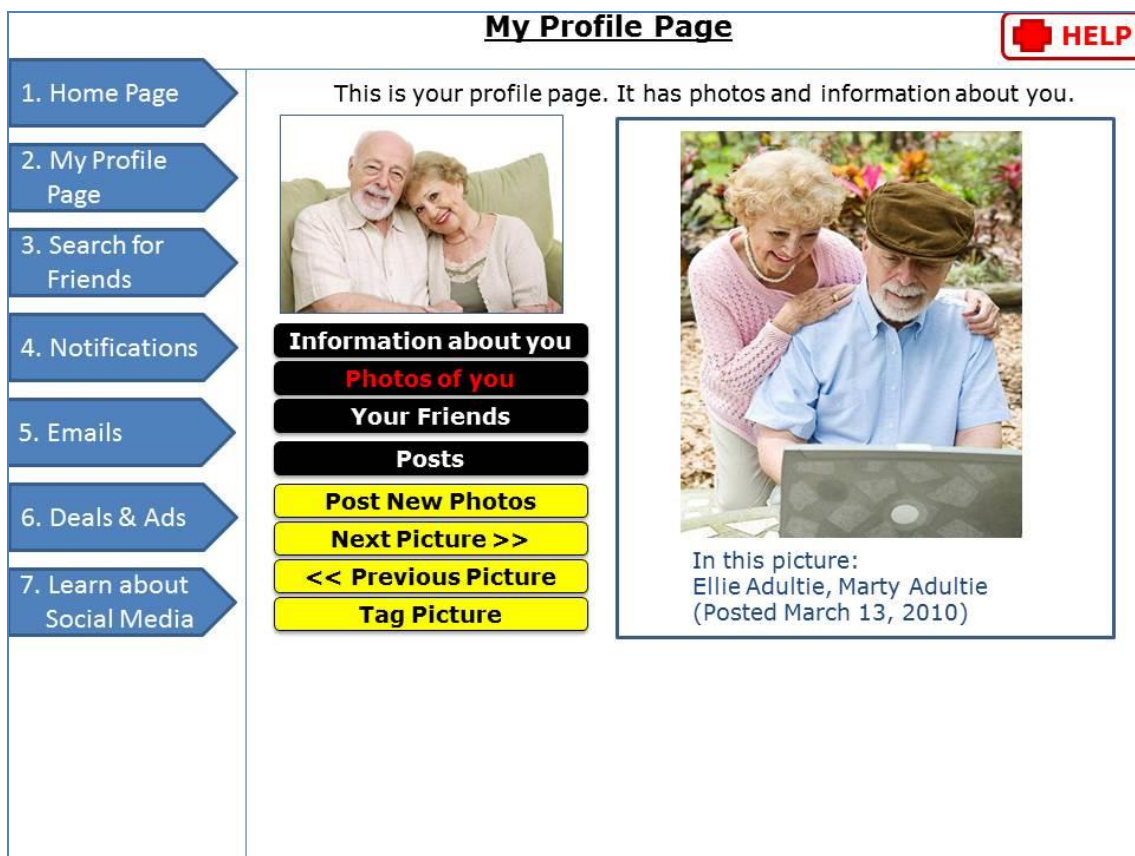 My Profile Page
HELP
1. Home Page
2. My Profile
Page
3. Search for
Friends
4. Notifications
5. Emails
6. Deals & Ads
7. Learn about
Social Media
This is your profile page. It has photos and information about you.
Information about you
Photos of you
Your Friends
Posts
Post New Photos
Next Picture >>
<< Previous Picture
Tag Picture
In this picture:
Ellie Adultie, Marty Adultie
(Posted March 13, 2010)